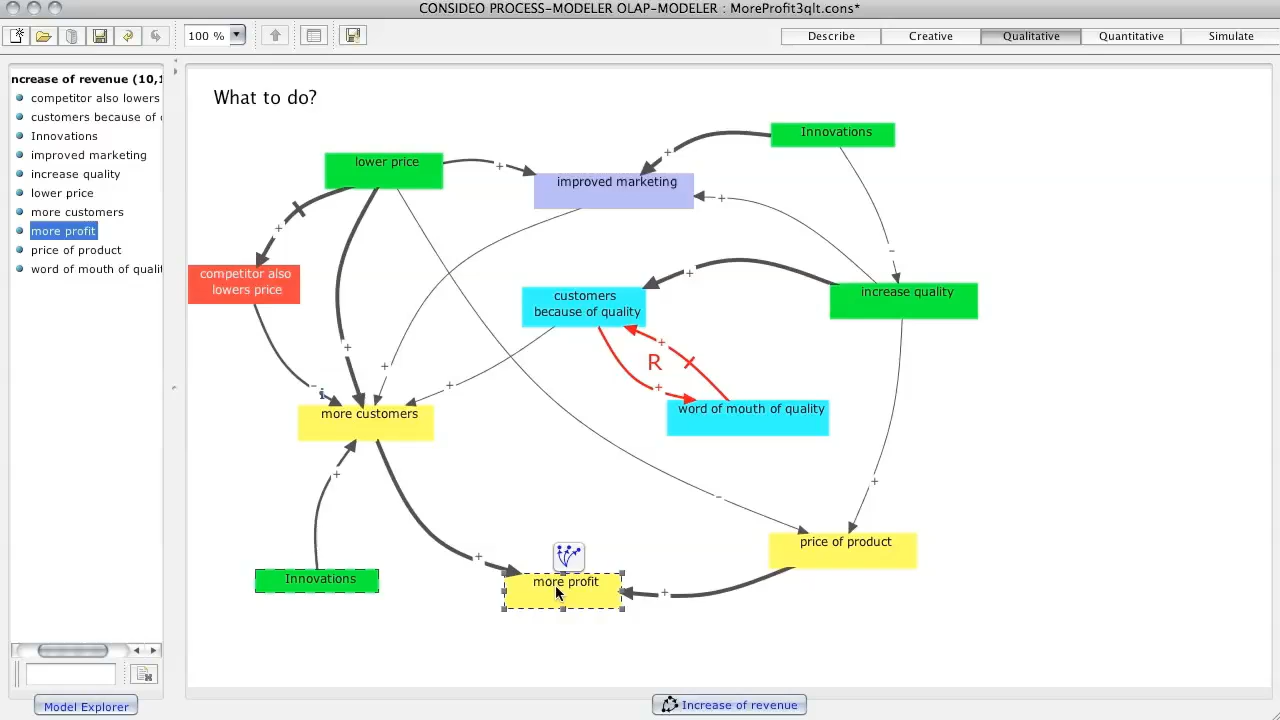 CONSIDEO PROCESS-MODELER OLAP-MODELER : MoreProfit3qlt.cons*
100 %
Describe
Creative
Qualitative
Quantitative
Simulate
ncrease of revenue (10,1
competitor also lowers
customers because of c
Innovations
improved marketing
increase quality
lower price
more customers
more profit
price of product
word of mouth of qualit
What to do?
Innovations
lower price
improved marketing
competitor also
lowers price
customers
because of quality
increase quality
R
word of mouth of quality
more customers
price of product
Innovations
more profit
Model Explorer
Increase of revenue